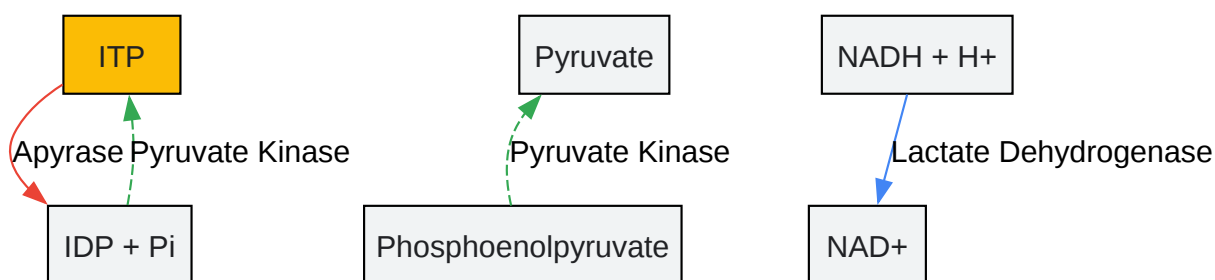 ITP
Pyruvate
NADH + H+
Apyrase
Pyruvate Kinase
Pyruvate Kinase
Lactate Dehydrogenase
IDP + Pi
Phosphoenolpyruvate
NAD+